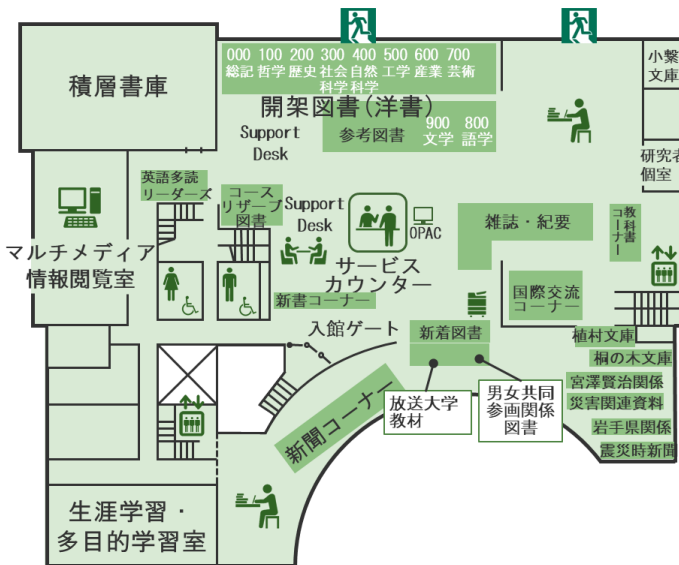 積層書庫
000 100 200 300 400 500 600 700
総記 哲学 歴史 社会 自然 工学 産業 芸術
科学 科学
開架図書(洋書)
Support
Desk
参考図書
900 800
文学 語学
小繋
文庫
研究者
個室
英語多読
リーダーズ
コース
リザーブ
図書
Support
Desk
OPAC
サービス
カウンター
雑誌・紀要
教科書
コーナー
マルチメディア
情報閲覧室
新書コーナー
国際交流
コーナー
入館ゲート
新着図書
植村文庫
桐の木文庫
宮澤賢治関係
災害関連資料
岩手県関係
震災時新聞
放送大学
教材
男女共同
参画関係
図書
新聞コーナー
生涯学習・
多目的学習室